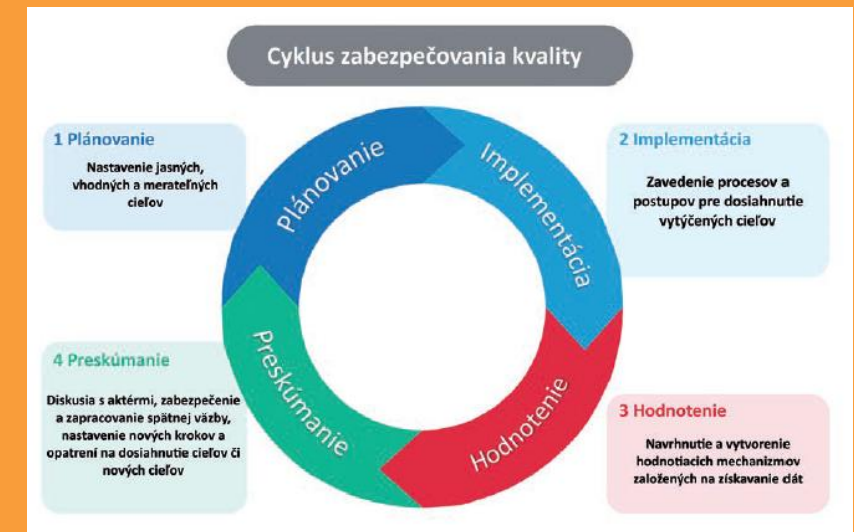 Cyklus zabezpečovania kvality
1 Plánovanie
Nastavenie jasných,
vhodných a merateľných
cieľov
Plánovanie
Implementácia
2 Implementácia
Zavedenie procesov a
postupov pre dosiahnutie
vytýčených cieľov
4 Preskúmanie
Diskusia s aktérmi, zabezpečenie
a zapracovanie spätnej väzby,
nastavenie nových krokov a
opatrení na dosiahnutie cieľov či
nových cieľov
Preskúmanie
Hodnotenie
3 Hodnotenie
Navrhnutie a vytvorenie
hodnotiacich mechanizmov
založených na získavanie dát